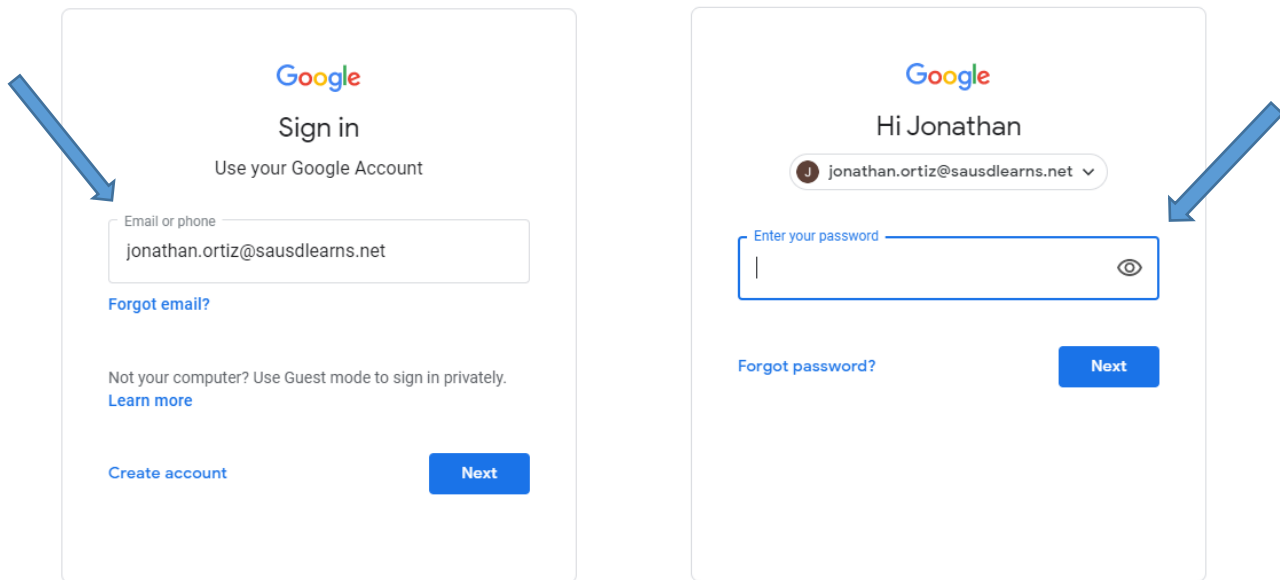 Google
Sign in
Use your Google Account
Email or phone
jonathan.ortiz@sausdlearns.net
Forgot email?
Not your computer? Use Guest mode to sign in privately.
Learn more
Create account
Next
Google
Hi Jonathan
J
jonathan.ortiz@sausdlearns.net
Enter your password
Forgot password?
Next